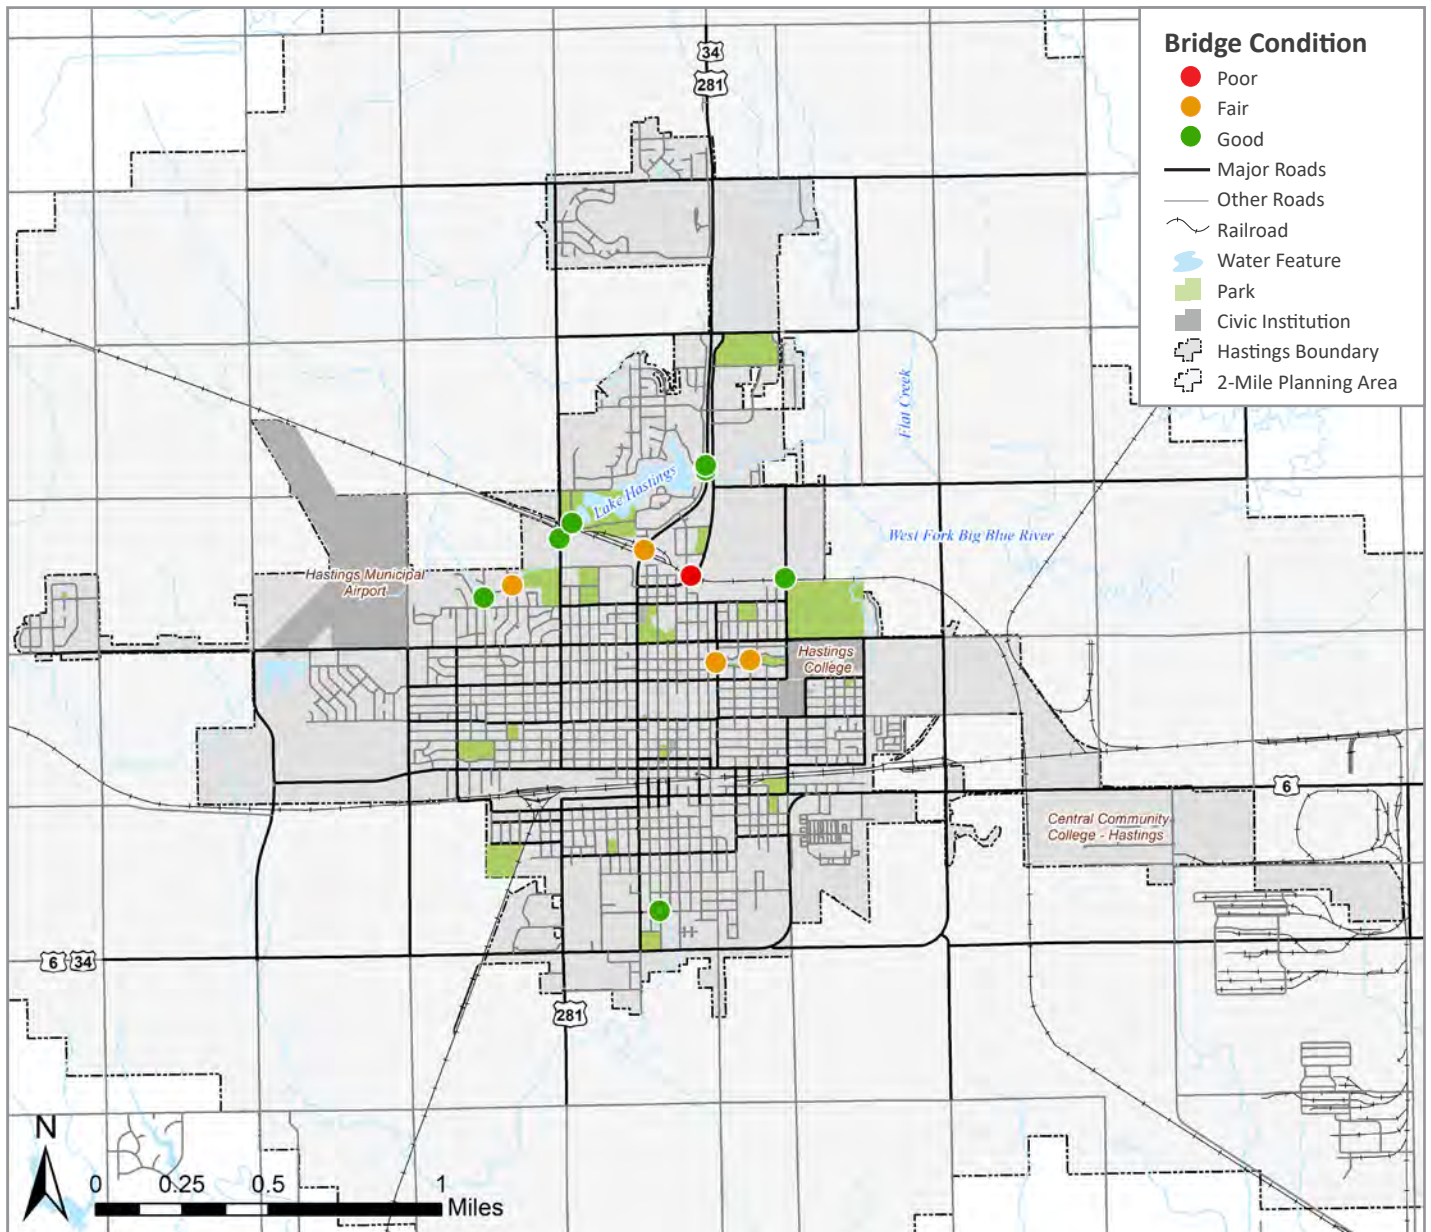 Bridge Condition
Poor
Fair
Good
Major Roads
Other Roads
Railroad
Water Feature
Park
Civic Institution
Hastings Boundary
2-Mile Planning Area
34
281
Flat Creek
Lake Hastings
West Fork Big Blue River
Hastings Municipal
Airport
Hastings
College
6
Central Community
College - Hastings
6 34
281
N
0 0.25 0.5 1
Miles